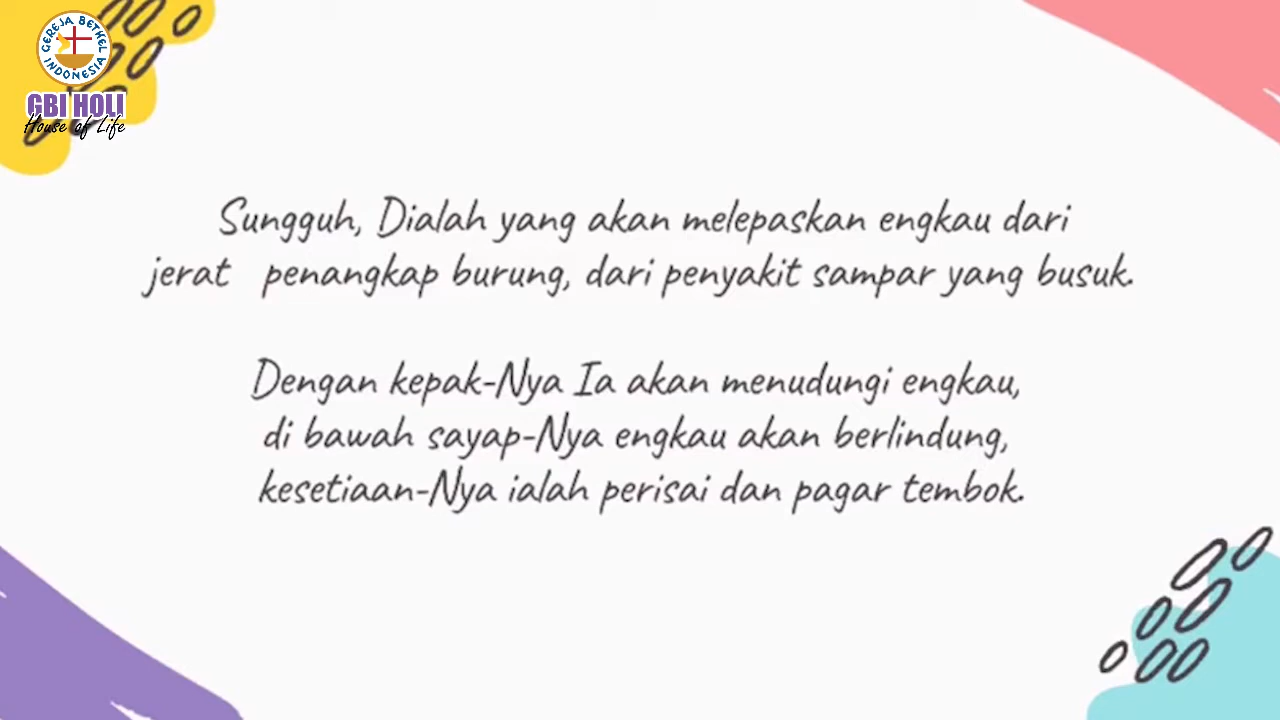 GEREJA BETHEL
INDONESIA
GBI HOLI
House of Life
Sungguh, Dialah yang akan melepaskan engkau dari
jerat penangkap burung, dari penyakit sampar yang busuk.
Dengan kepak-Nya Ia akan menudungi engkau,
di bawah sayap-Nya engkau akan berlindung,
kesetiaan-Nya ialah perisai dan pagar tembok.